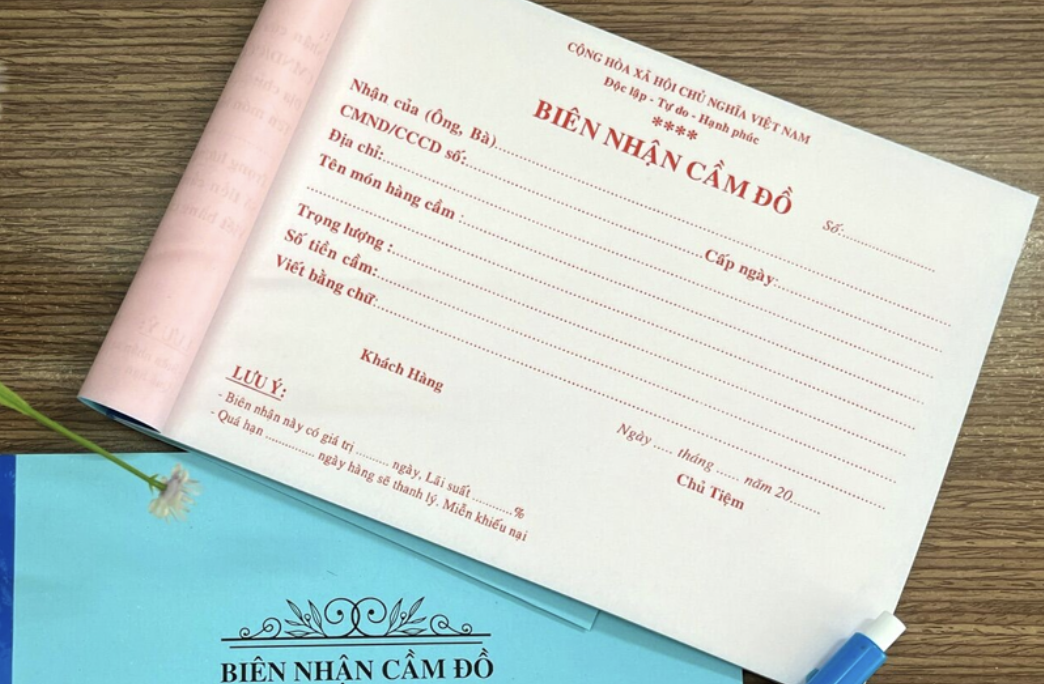 CỘNG HÒA XÃ HỘI CHỦ NGHĨA VIỆT NAM
Độc lập - Tự do - Hạnh phúc
****
BIÊN NHẬN CẦM ĐỒ
Số:....................
Nhận của (Ông, Bà)....................
CMND/CCCD số:.................... Cấp ngày:....................
Địa chỉ:....................
Tên món hàng cầm :....................
....................
Trọng lượng :....................
Số tiền cầm:....................
Viết bằng chữ:....................
Ngày ...... tháng ...... năm 20........
Khách Hàng
Chủ Tiệm
LƯU Ý:
- Biên nhận này có giá trị ......... ngày, Lãi suất ..........%
- Quá hạn ............. ngày hàng sẽ thanh lý. Miễn khiếu nại
BIÊN NHẬN CẦM ĐỒ